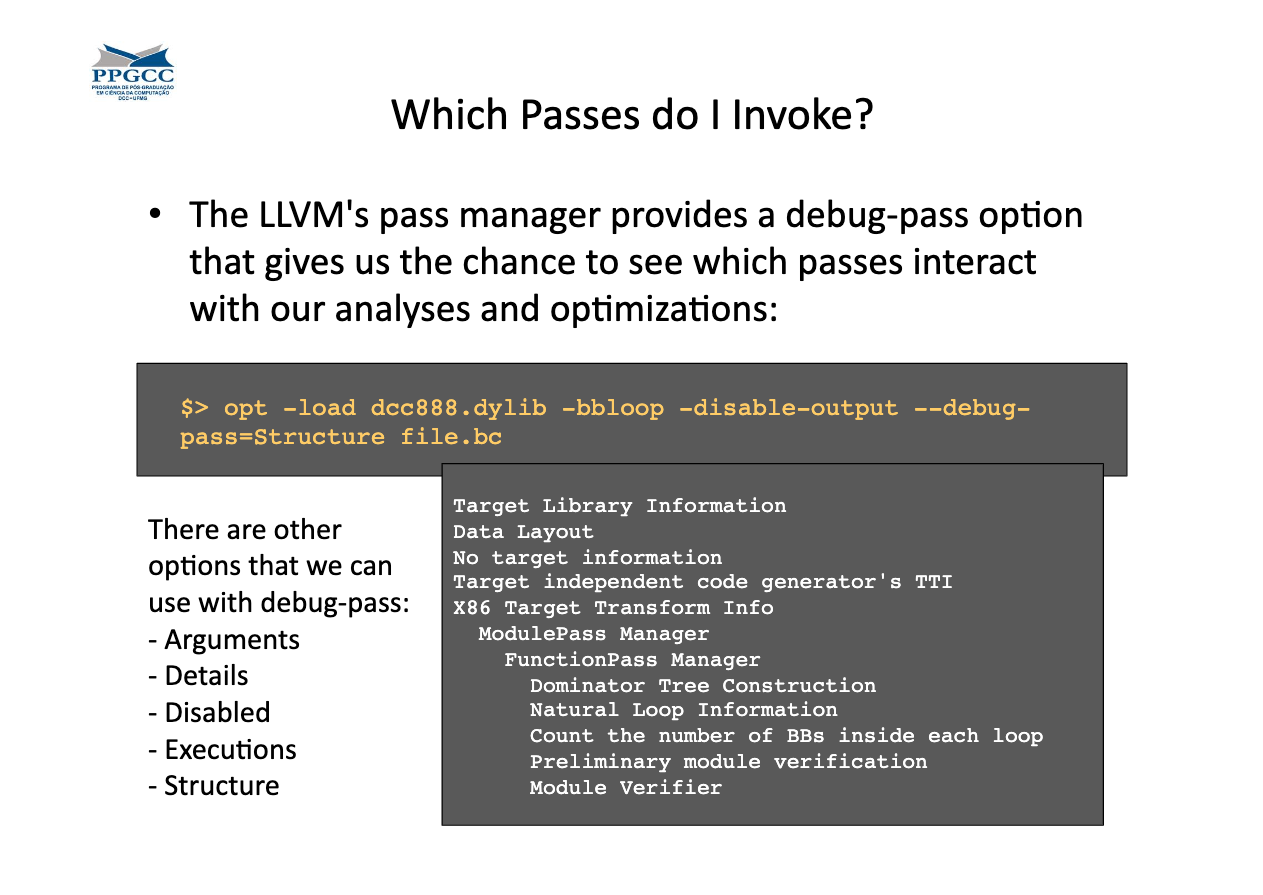 PPGCC
PROGRAMA DE PÓS-GRADUAÇÃO
EM CIÊNCIA DA COMPUTAÇÃO
DCC • UFMG
Which Passes do I Invoke?
• The LLVM's pass manager provides a debug-pass option
that gives us the chance to see which passes interact
with our analyses and optimizations:
$> opt -load dcc888.dylib -bbloop -disable-output --debug-
pass=Structure file.bc
There are other
options that we can
use with debug-pass:
- Arguments
- Details
- Disabled
- Executions
- Structure
Target Library Information
Data Layout
No target information
Target independent code generator's TTI
X86 Target Transform Info
  ModulePass Manager
    FunctionPass Manager
      Dominator Tree Construction
      Natural Loop Information
      Count the number of BBs inside each loop
      Preliminary module verification
      Module Verifier